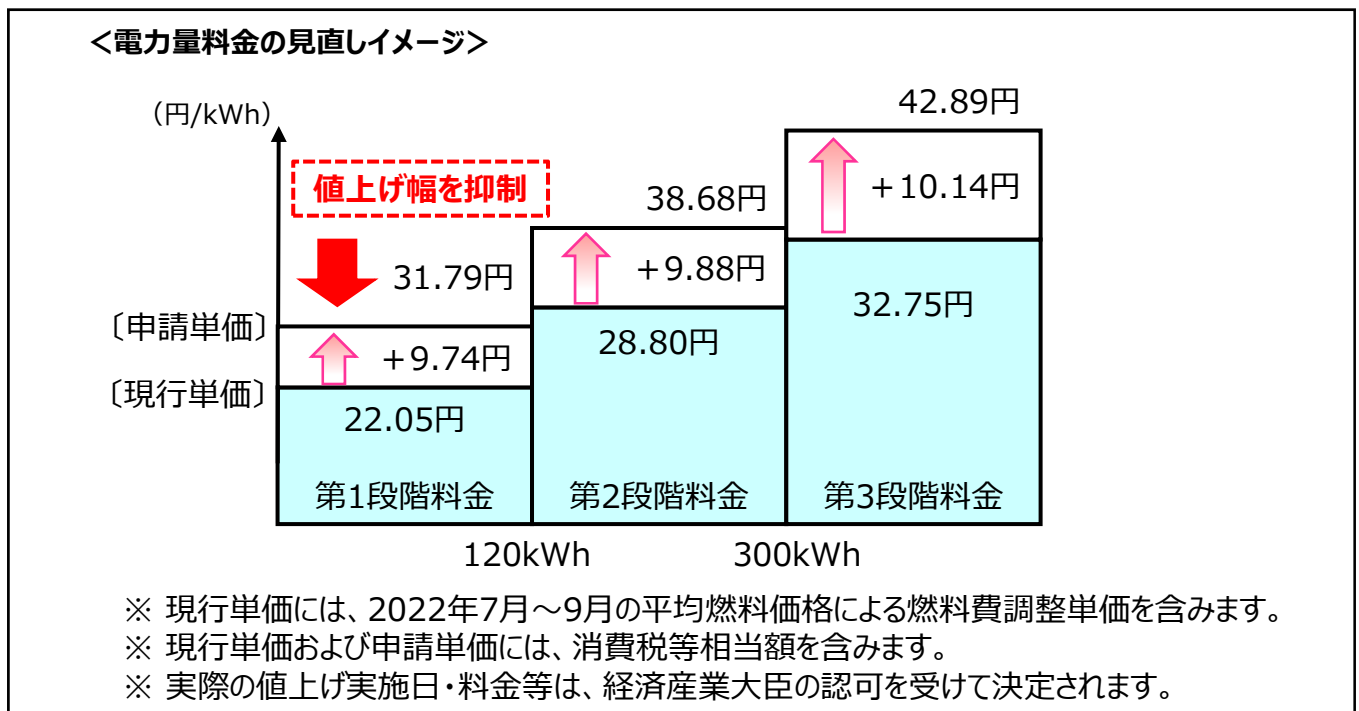 ＜電力量料金の見直しイメージ＞
（円/kWh）
42.89円
値上げ幅を抑制
＋10.14円
38.68円
31.79円
＋9.88円
32.75円
〔申請単価〕
28.80円
＋9.74円
〔現行単価〕
22.05円
第1段階料金
第2段階料金
第3段階料金
120kWh
300kWh
※ 現行単価には、2022年7月～9月の平均燃料価格による燃料費調整単価を含みます。
※ 現行単価および申請単価には、消費税等相当額を含みます。
※ 実際の値上げ実施日・料金等は、経済産業大臣の認可を受けて決定されます。